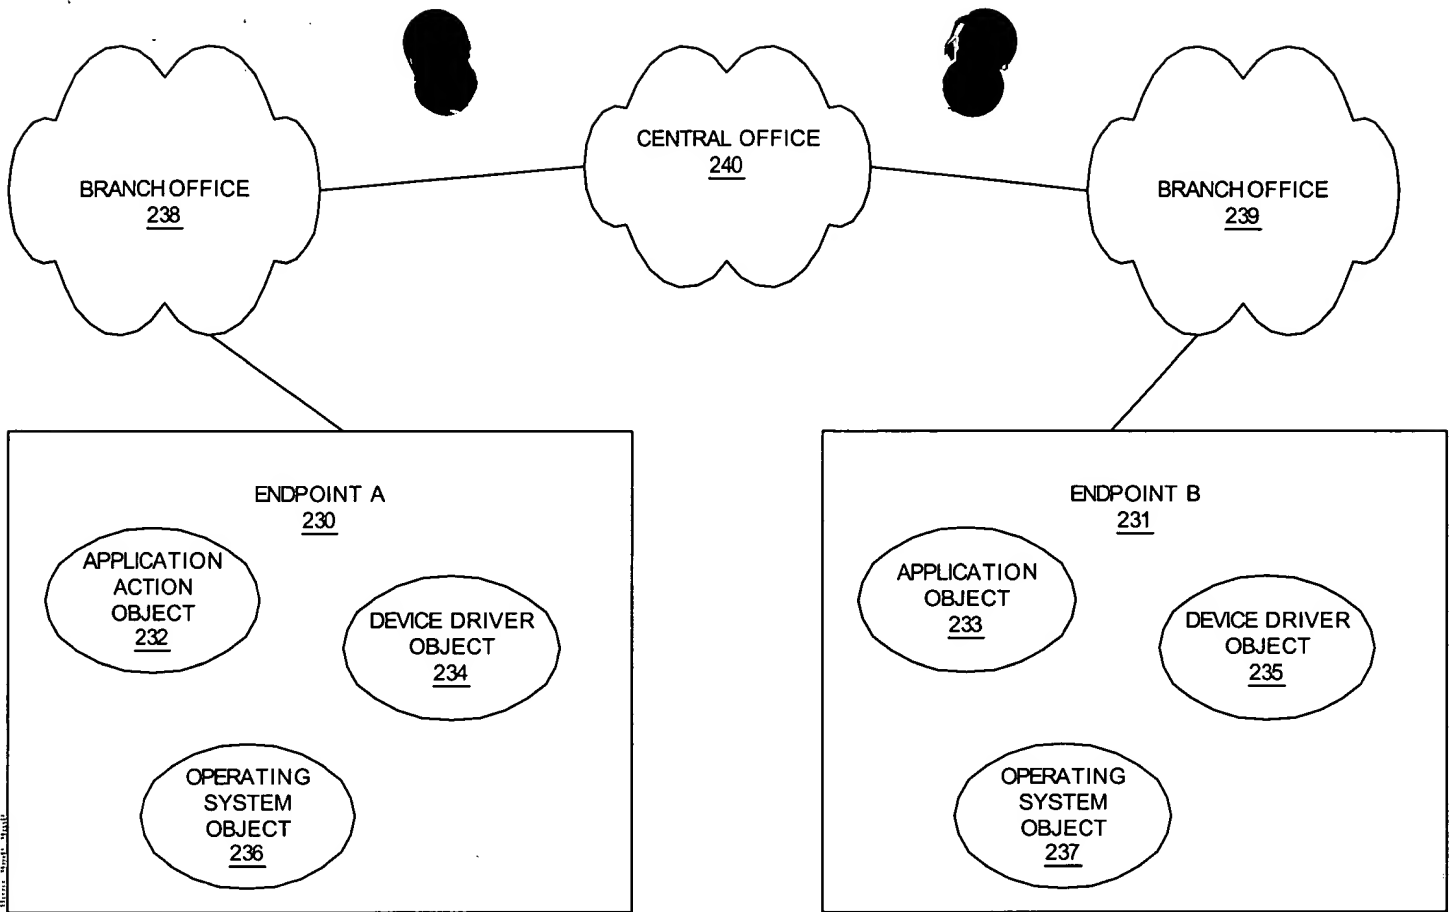 CENTRAL OFFICE
240
BRANCH OFFICE
238
BRANCH OFFICE
239
ENDPOINT A
230
APPLICATION
ACTION
OBJECT
232
DEVICE DRIVER
OBJECT
234
OPERATING
SYSTEM
OBJECT
236
ENDPOINT B
231
APPLICATION
OBJECT
233
DEVICE DRIVER
OBJECT
235
OPERATING
SYSTEM
OBJECT
237